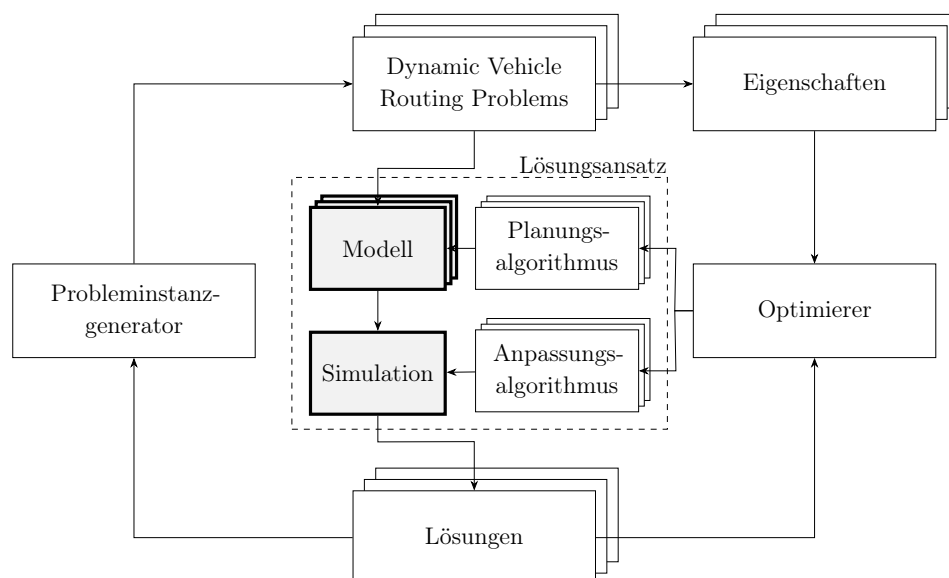 Dynamic Vehicle
Routing Problems
Eigenschaften
Lösungsansatz
Modell
Planungs-
algorithmus
Probleminstanz-
generator
Optimierer
Simulation
Anpassungs-
algorithmus
Lösungen